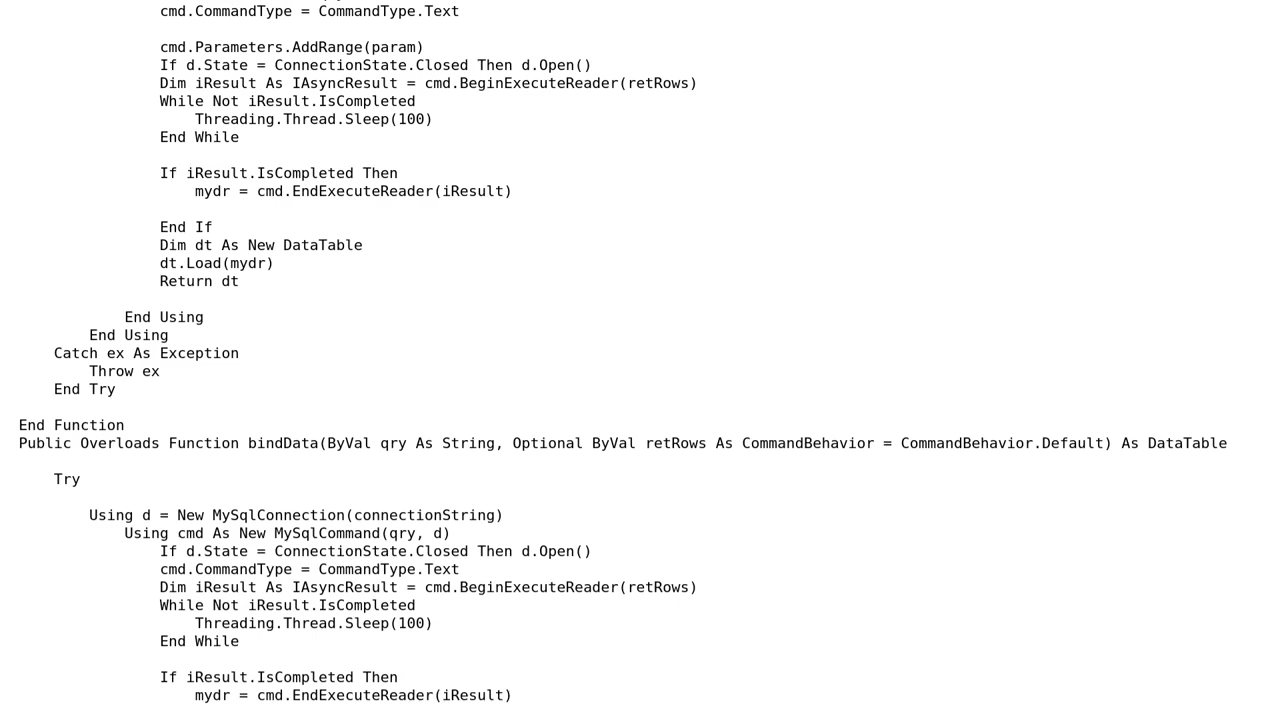 cmd.CommandType = CommandType.Text
cmd.Parameters.AddRange(param)
If d.State = ConnectionState.Closed Then d.Open()
Dim iResult As IAsyncResult = cmd.BeginExecuteReader(retRows)
While Not iResult.IsCompleted
Threading.Thread.Sleep(100)
End While
If iResult.IsCompleted Then
mydr = cmd.EndExecuteReader(iResult)
End If
Dim dt As New DataTable
dt.Load(mydr)
Return dt
End Using
End Using
Catch ex As Exception
Throw ex
End Try
End Function
Public Overloads Function bindData(ByVal qry As String, Optional ByVal retRows As CommandBehavior = CommandBehavior.Default) As DataTable
Try
Using d = New MySqlConnection(connectionString)
Using cmd As New MySqlCommand(qry, d)
If d.State = ConnectionState.Closed Then d.Open()
cmd.CommandType = CommandType.Text
Dim iResult As IAsyncResult = cmd.BeginExecuteReader(retRows)
While Not iResult.IsCompleted
Threading.Thread.Sleep(100)
End While
If iResult.IsCompleted Then
mydr = cmd.EndExecuteReader(iResult)